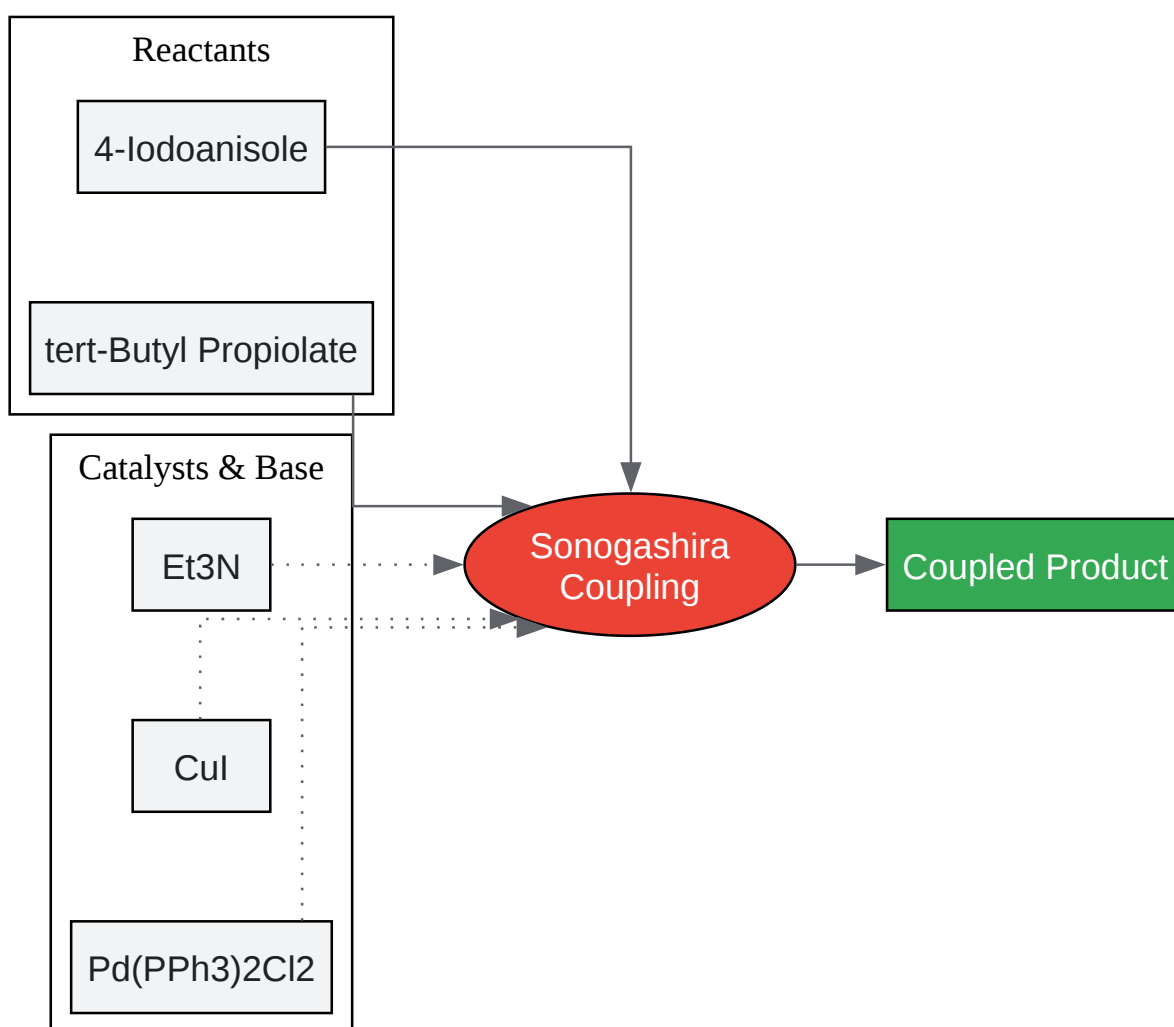 Reactants
4-Iodoanisole
tert-Butyl Propiolate
Catalysts & Base
Et3N
CuI
Pd(PPh3)2Cl2
Sonogashira
Coupling
Coupled Product